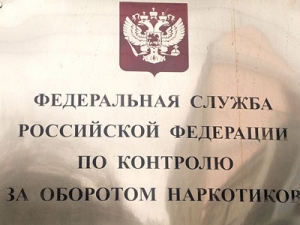 ФЕДЕРАЛЬНАЯ СЛУЖБА
РОССИЙСКОЙ ФЕДЕРАЦИИ
ПО КОНТРОЛЮ
ЗА ОБОРОТОМ НАРКОТИКОВ